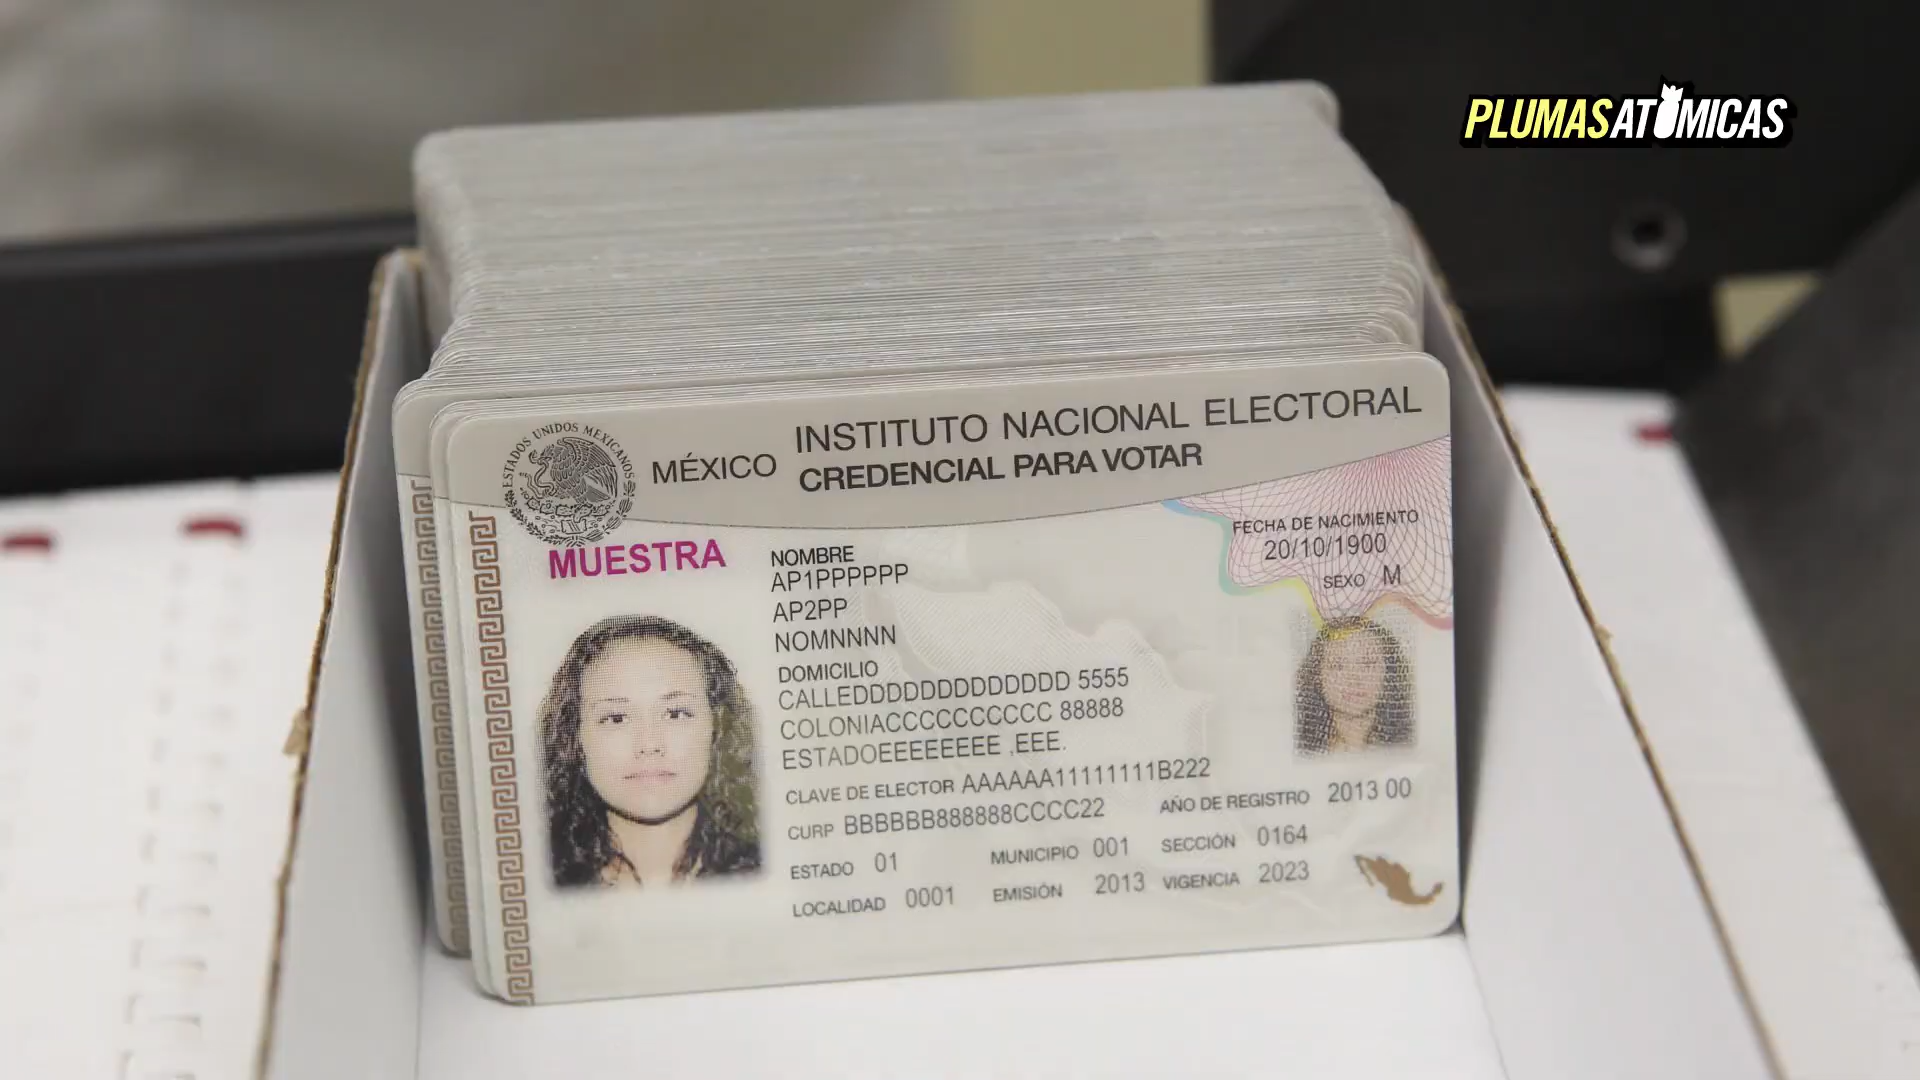 PLUMASATOMICAS
ESTADOS UNIDOS MEXICANOS
MÉXICO
INSTITUTO NACIONAL ELECTORAL
CREDENCIAL PARA VOTAR
MUESTRA
NOMBRE
AP1PPPPPP
AP2PP
NOMNNNN
FECHA DE NACIMIENTO
20/10/1900
SEXO M
DOMICILIO
CALLEDDDDDDDDDDDDD 5555
COLONIACCCCCCCCCC 88888
ESTADOEEEEEEEE ,EEE.
CLAVE DE ELECTOR AAAAAA11111111B222
CURP BBBBBB888888CCCC22
AÑO DE REGISTRO 2013 00
ESTADO 01
MUNICIPIO 001
SECCIÓN 0164
LOCALIDAD 0001
EMISIÓN 2013
VIGENCIA 2023